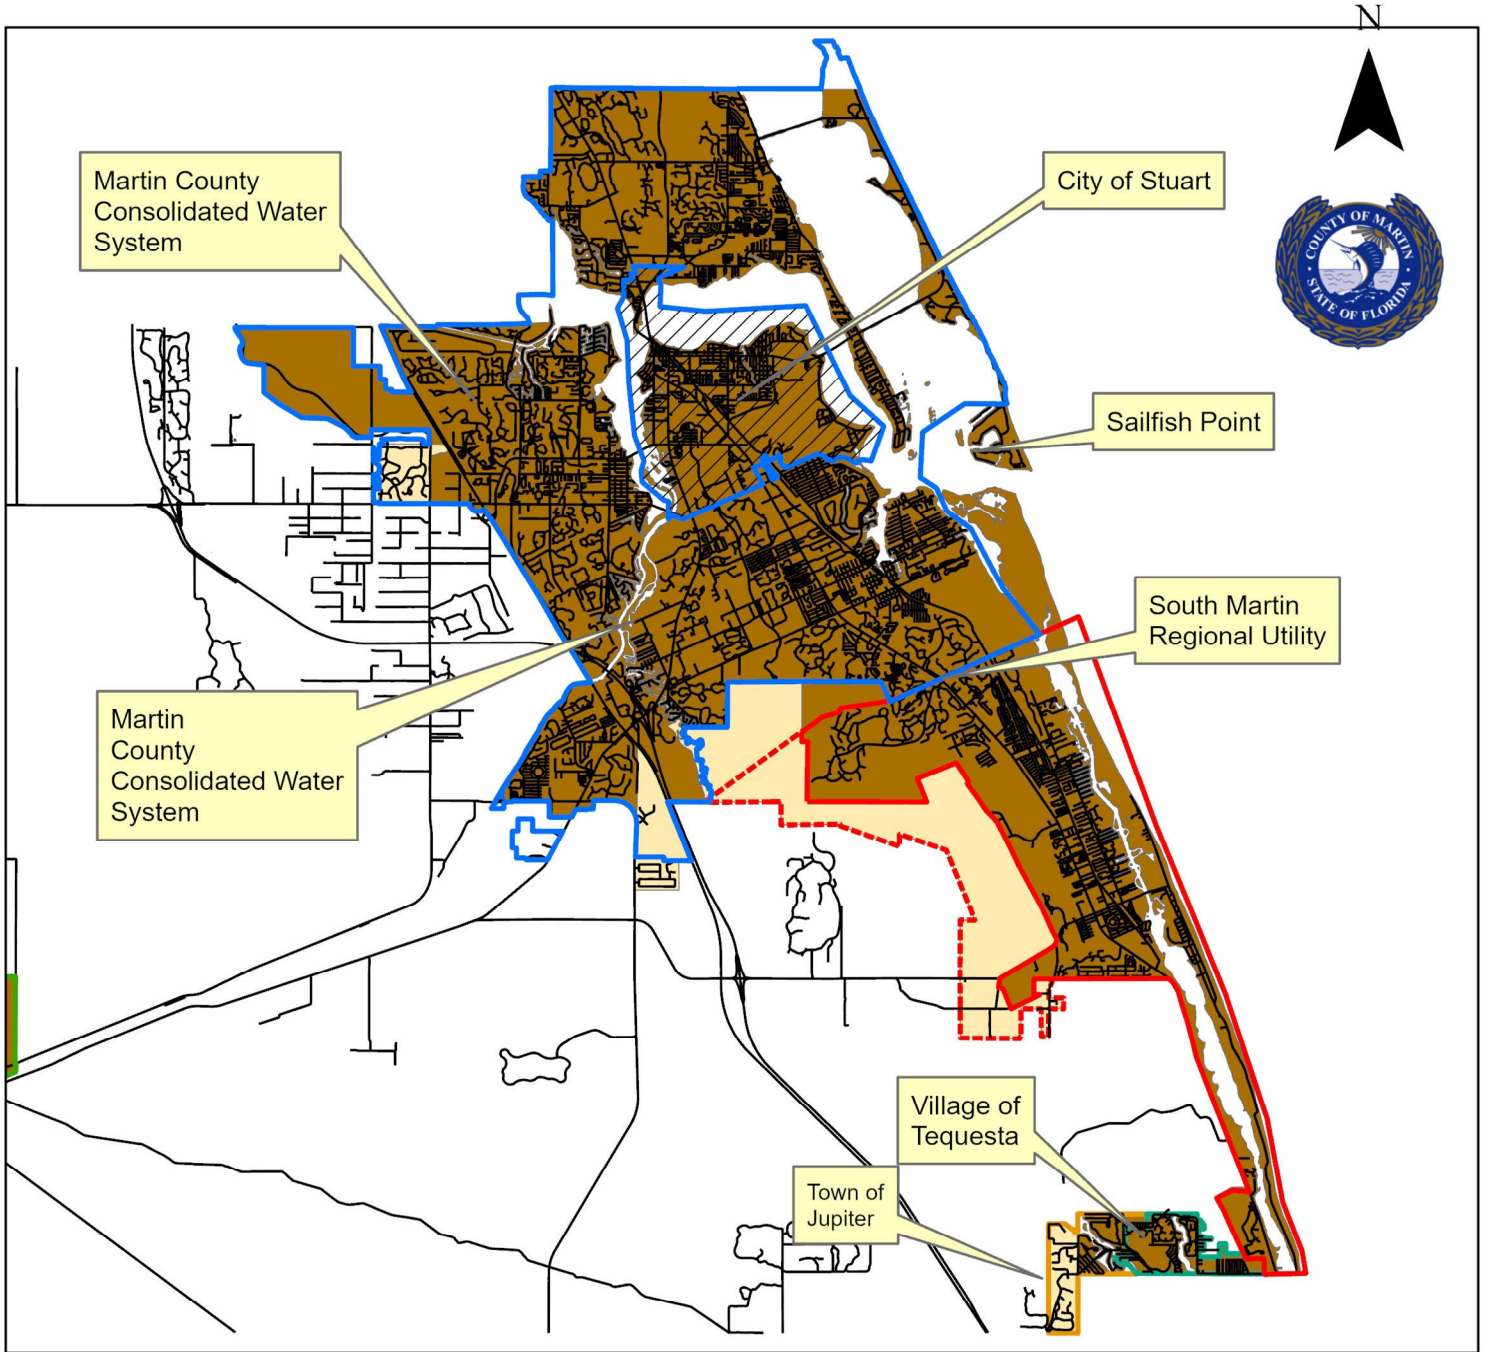 N
Martin County
Consolidated Water
System
City of Stuart
COUNTY OF MARTIN
STATE OF FLORIDA
Sailfish Point
South Martin
Regional Utility
Martin
County
Consolidated Water
System
Village of
Tequesta
Town of
Jupiter